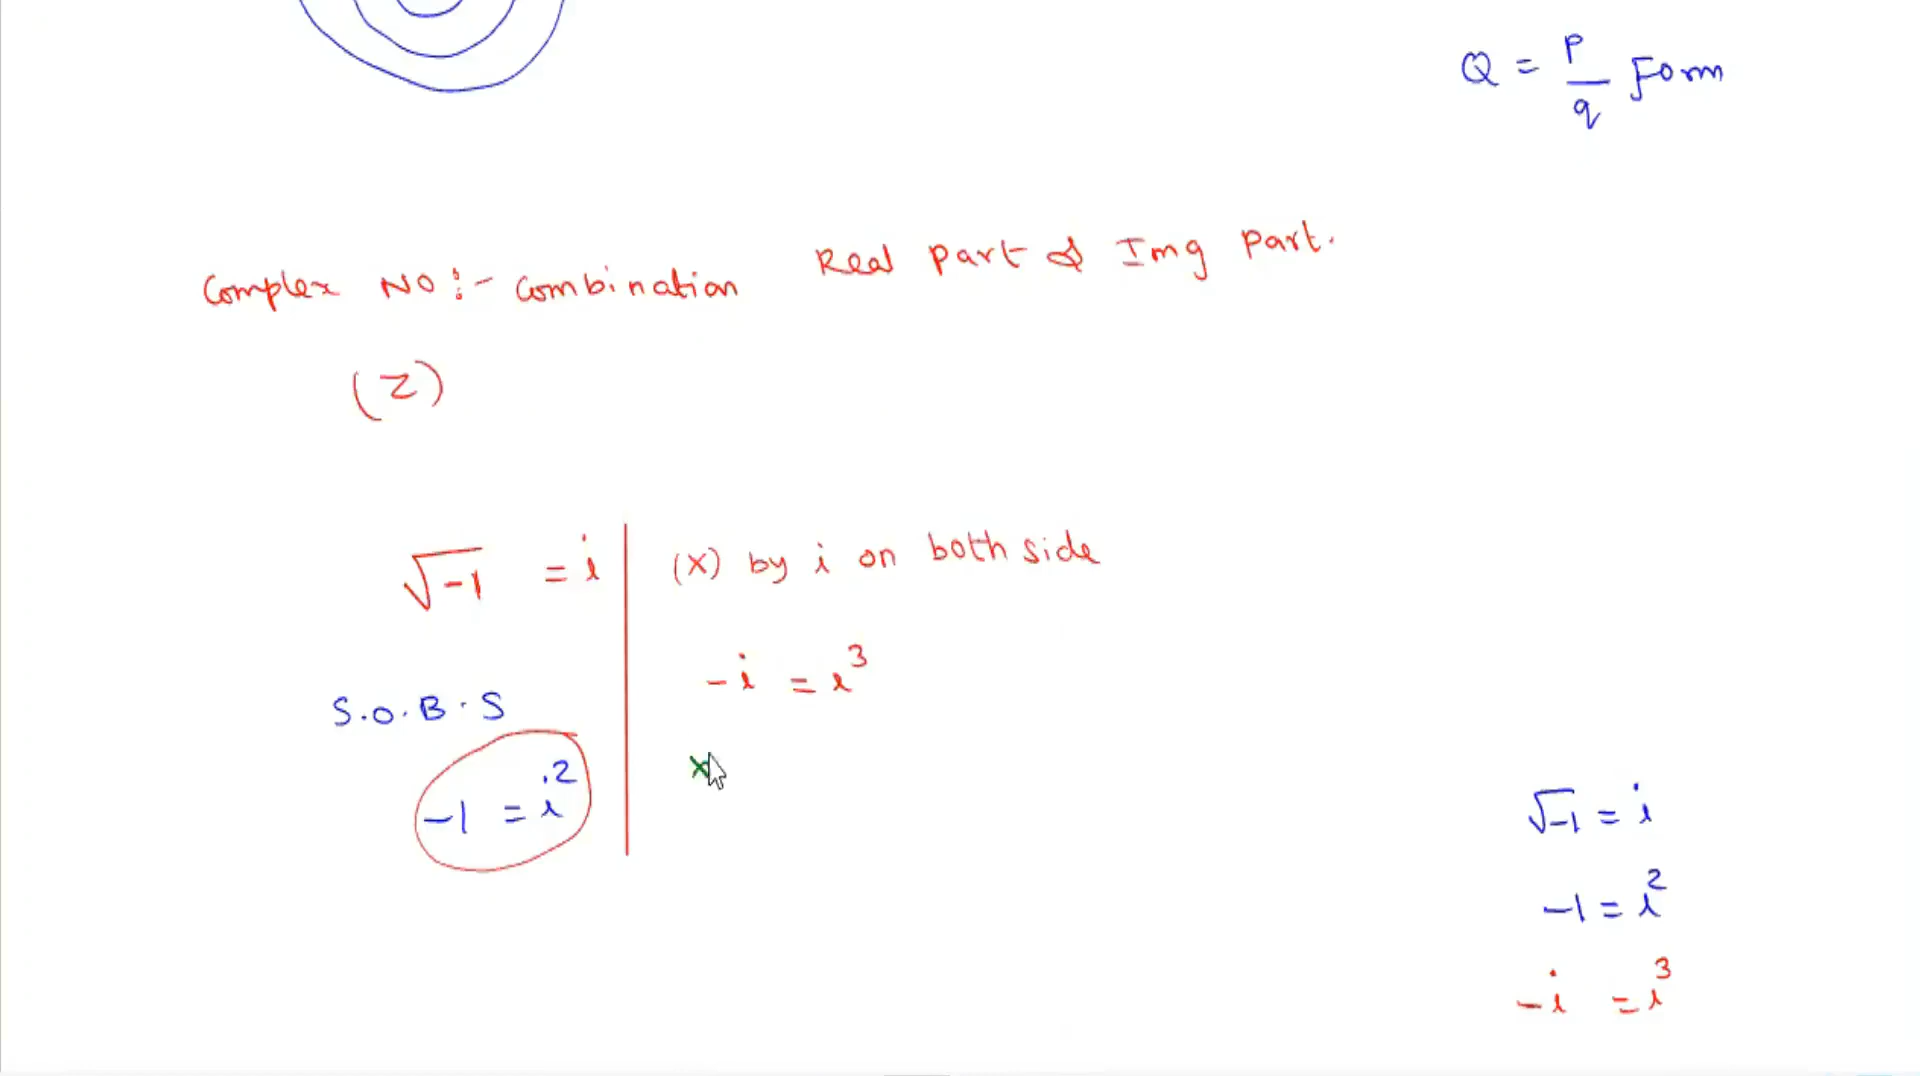 Q = p/q Form
Complex NO:- Combination Real Part & Img Part.
(Z)
√-1 = i
(x) by i on both side
-i = i³
S.O.B.S
-1 = i²
x
√-1 = i
-1 = i²
-i = i³